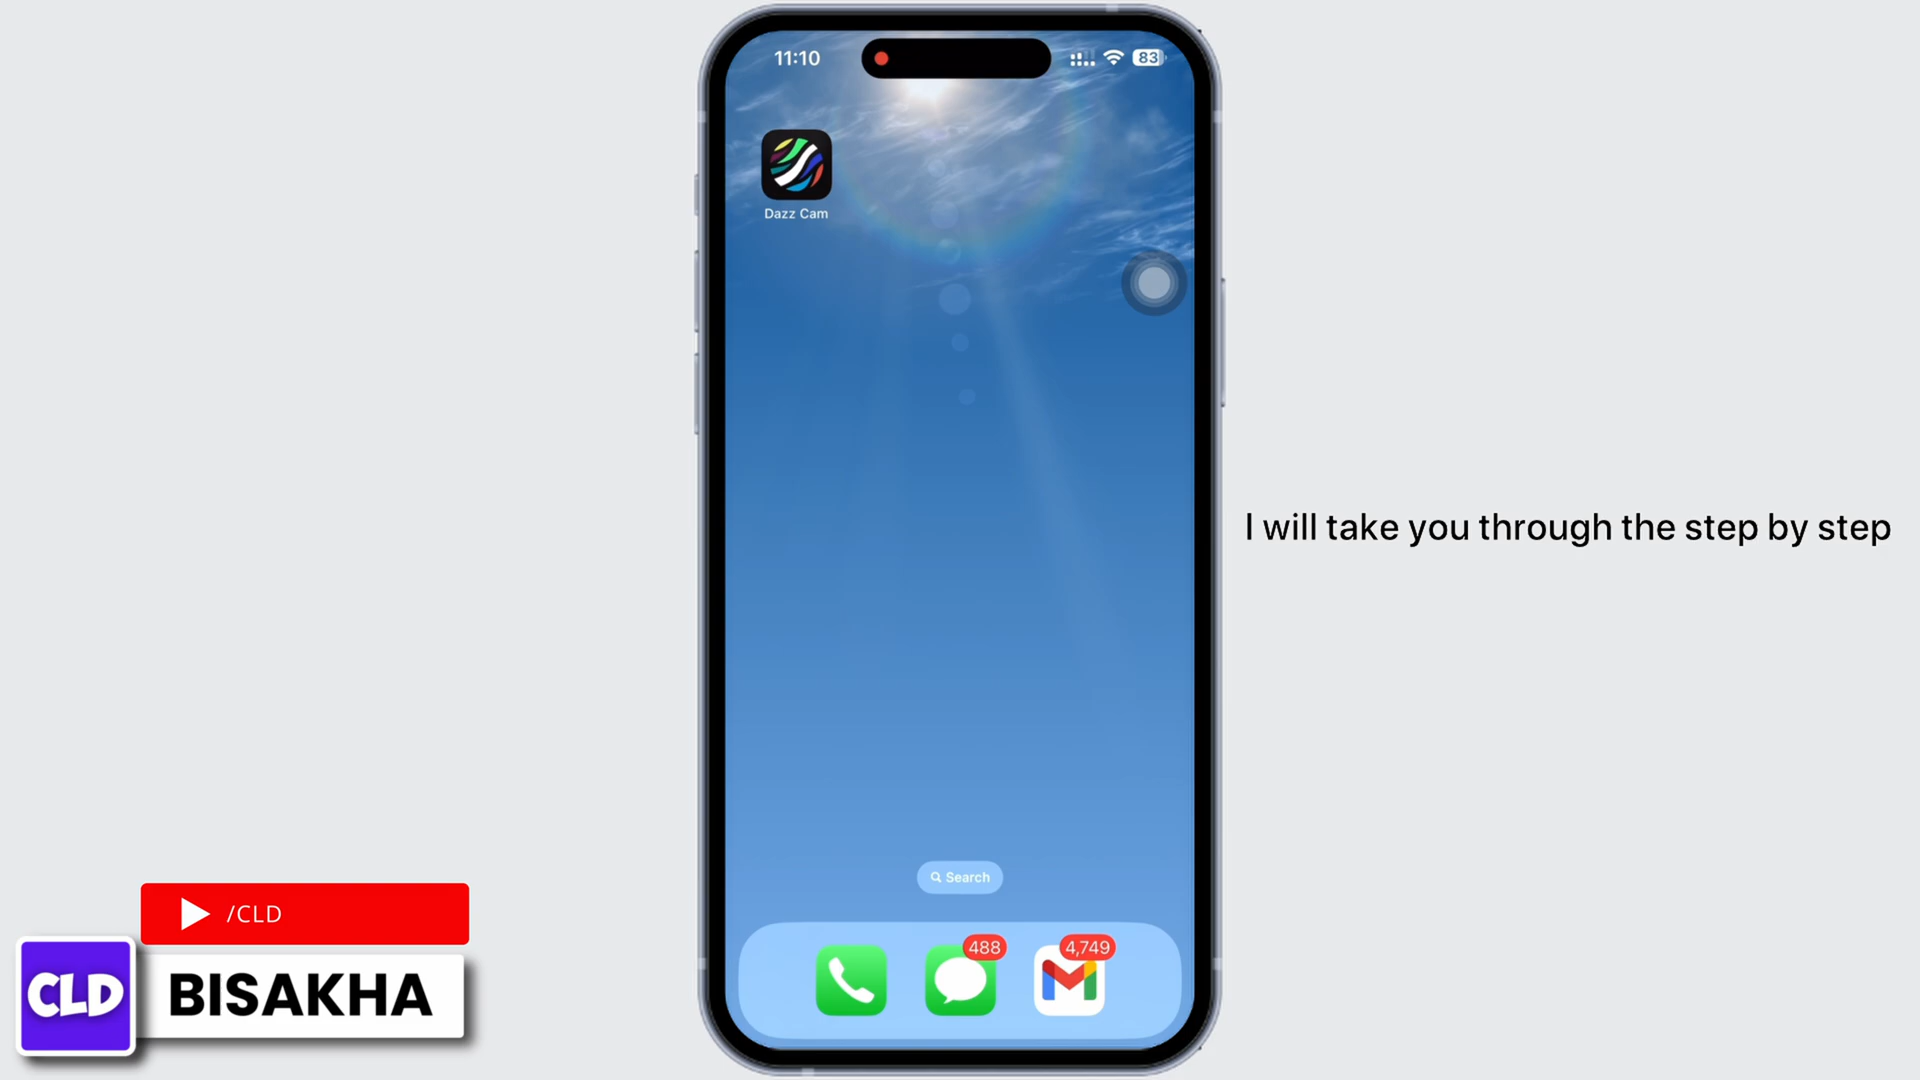 11:10
83
Dazz Cam
I will take you through the step by step
Search
/CLD
488
4,749
CLD
BISAKHA